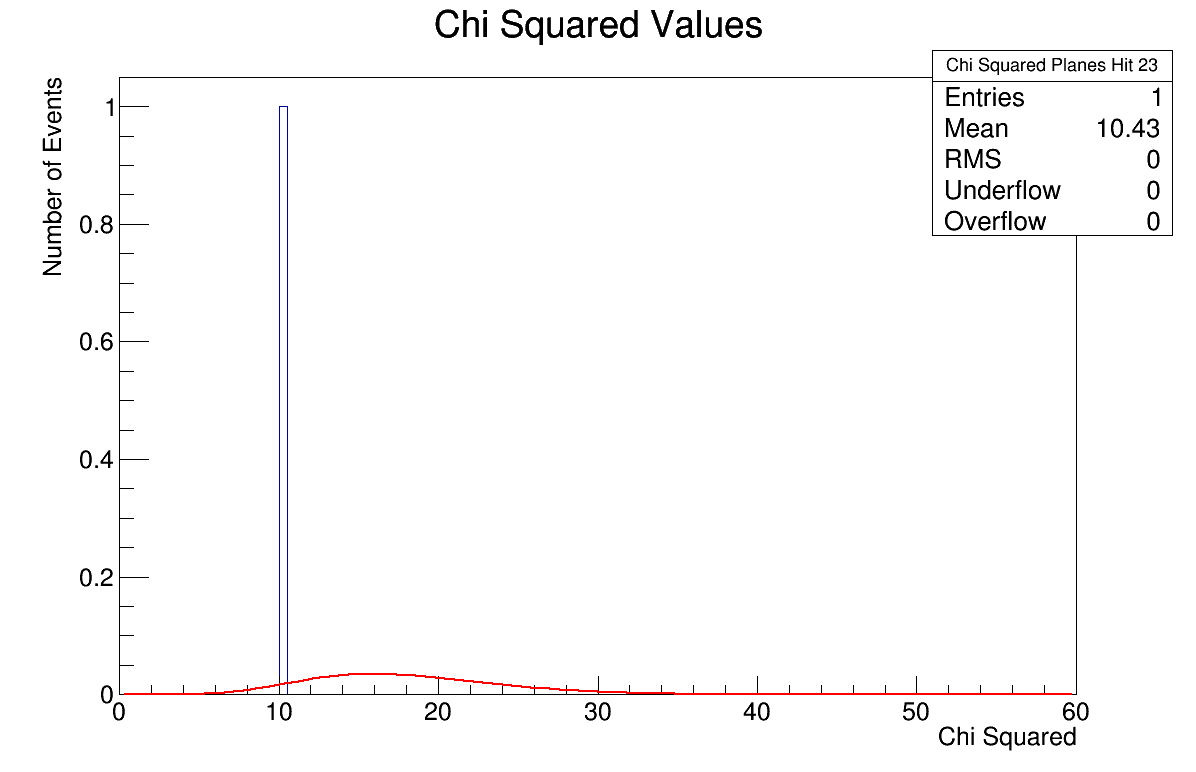 Chi Squared Values
Chi Squared Planes Hit 23
Entries 1
Mean 10.43
RMS 0
Underflow 0
Overflow 0
Number of Events
1
0.8
0.6
0.4
0.2
0
0 10 20 30 40 50 60
Chi Squared